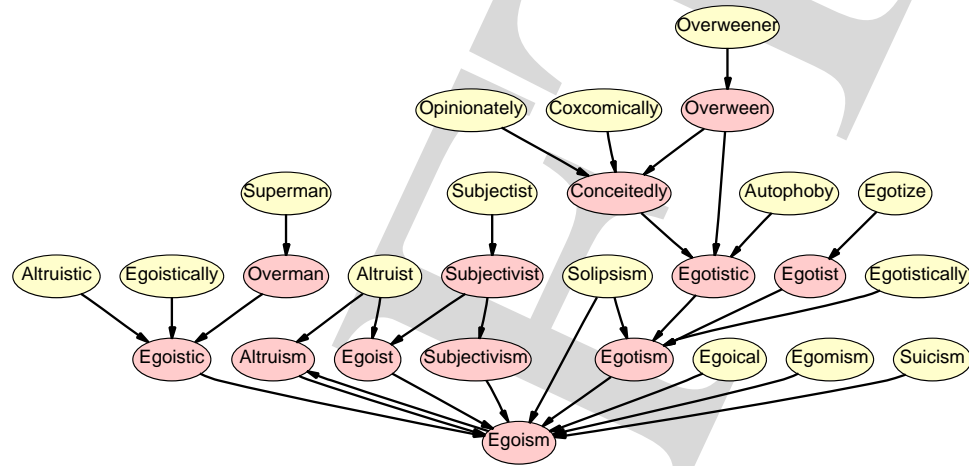 Overweener
Opinionately Coxcomically Overween
Superman Subjectist Conceitedly Autophoby Egotize
Altruistic Egoistically Overman Altruist Subjectivist Solipsism Egotistic Egotist Egotistically
Egoistic Altruism Egoist Subjectivism Egotism Egoical Egomism Suicism
Egoism